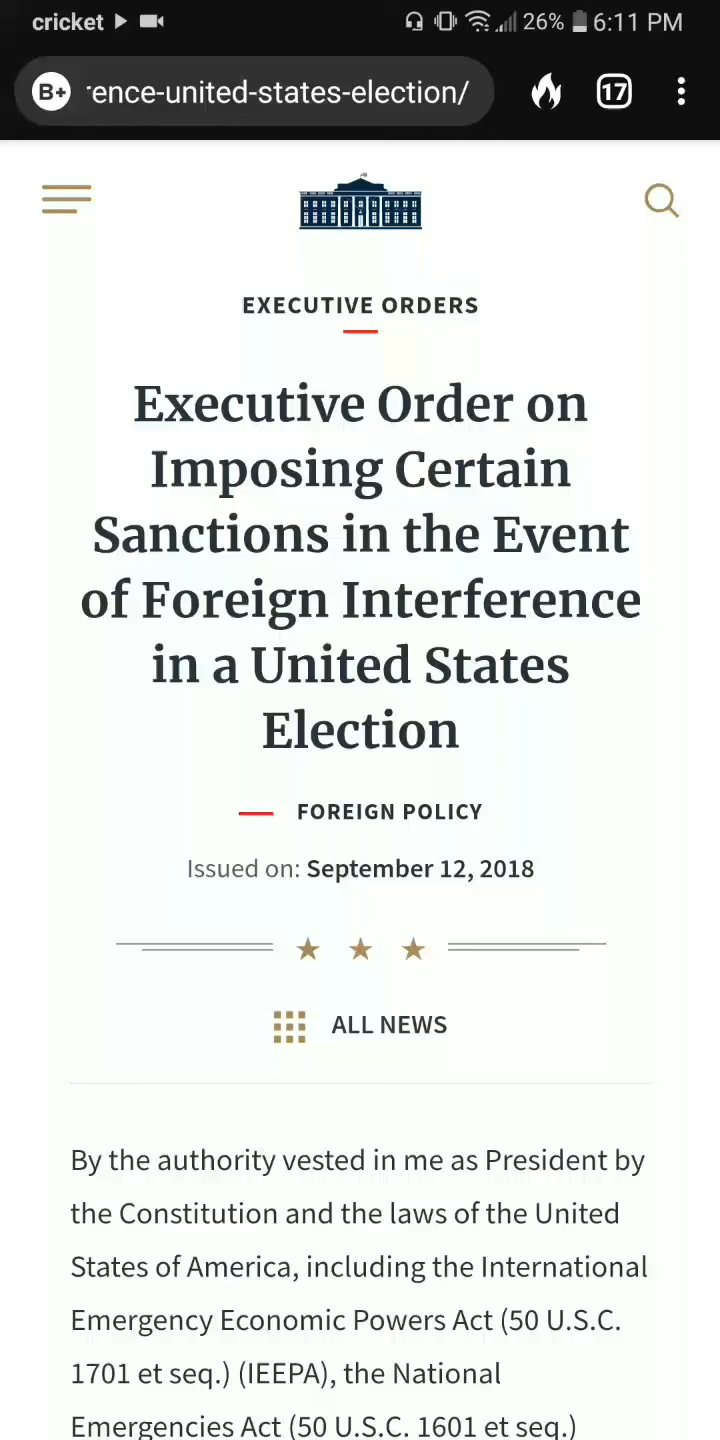 cricket 26% 6:11 PM
B+ rence-united-states-election/ 17
EXECUTIVE ORDERS
Executive Order on
Imposing Certain
Sanctions in the Event
of Foreign Interference
in a United States
Election
FOREIGN POLICY
Issued on: September 12, 2018
ALL NEWS
By the authority vested in me as President by
the Constitution and the laws of the United
States of America, including the International
Emergency Economic Powers Act (50 U.S.C.
1701 et seq.) (IEEPA), the National
Emergencies Act (50 U.S.C. 1601 et seq.)